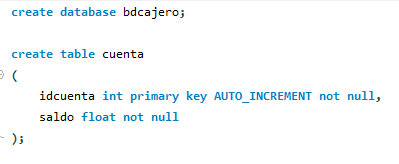 create database bdcajero;
create table cuenta
(
idcuenta int primary key AUTO_INCREMENT not null,
saldo float not null
);